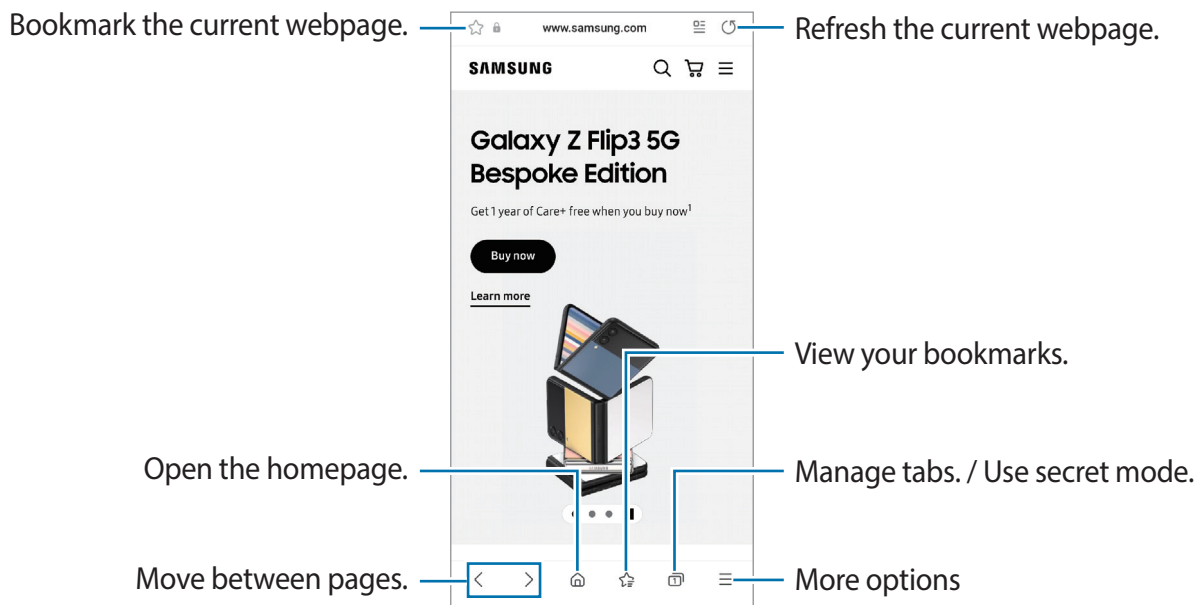 Bookmark the current webpage.
www.samsung.com
Refresh the current webpage.
SAMSUNG
Galaxy Z Flip3 5G
Bespoke Edition
Get 1 year of Care+ free when you buy now1
Buy now
Learn more
View your bookmarks.
Open the homepage.
Manage tabs. / Use secret mode.
Move between pages.
1
More options